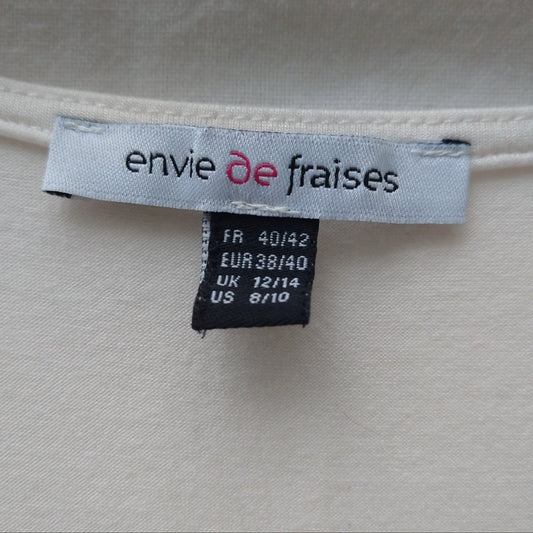 envie de fraises
FR 40/42
EUR 38/40
UK 12/14
US 8/10